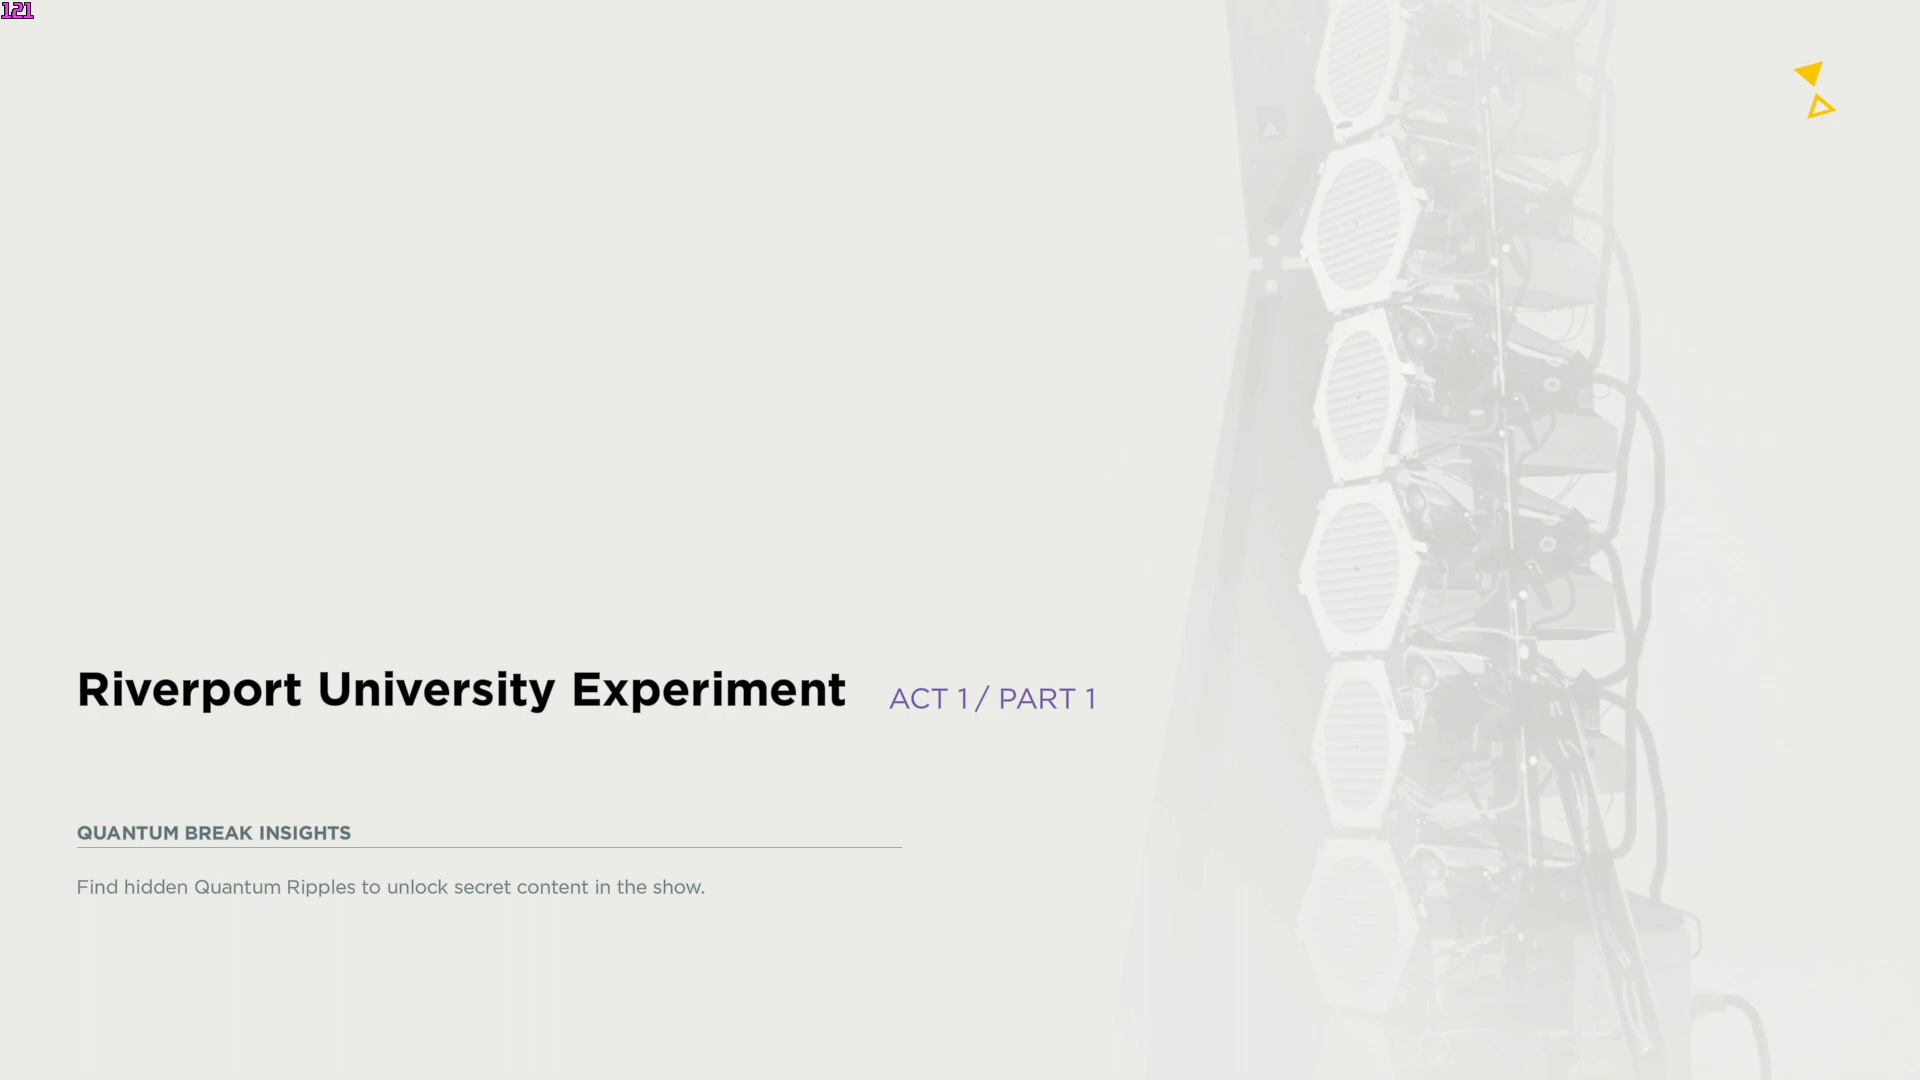 121
Riverport University Experiment ACT 1 / PART 1
QUANTUM BREAK INSIGHTS
Find hidden Quantum Ripples to unlock secret content in the show.